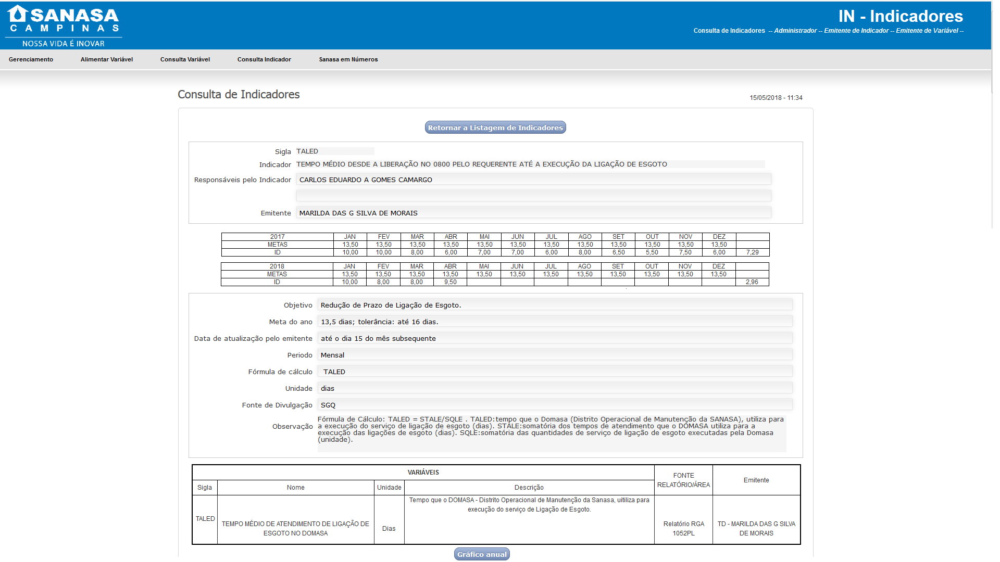 SANASA
CAMPINAS
NOSSA VIDA É INOVAR
IN - Indicadores
Consulta de Indicadores -- Administrador -- Emitente de Indicador -- Emitente de Variável --
Gerenciamento Alimentar Variável Consulta Variável Consulta Indicador Sanasa em Números
Consulta de Indicadores
15/05/2018 - 11:34
Retornar a Listagem de Indicadores
Sigla TALED
Indicador TEMPO MÉDIO DESDE A LIBERAÇÃO NO 0800 PELO REQUERENTE ATÉ A EXECUÇÃO DA LIGAÇÃO DE ESGOTO
Responsáveis pelo Indicador CARLOS EDUARDO A GOMES CAMARGO
Emitente MARILDA DAS G SILVA DE MORAIS
2017 JAN FEV MAR ABR MAI JUN JUL AGO SET OUT NOV DEZ
METAS 13,50 13,50 13,50 13,50 13,50 13,50 13,50 13,50 13,50 13,50 13,50 13,50
ID 10,00 10,00 8,00 6,00 7,00 7,00 6,00 8,00 6,50 5,50 7,50 6,00 7,29
2018 JAN FEV MAR ABR MAI JUN JUL AGO SET OUT NOV DEZ
METAS 13,50 13,50 13,50 13,50 13,50 13,50 13,50 13,50 13,50 13,50 13,50 13,50
ID 10,00 8,00 8,00 9,50 2,96
Objetivo Redução de Prazo de Ligação de Esgoto.
Meta do ano 13,5 dias; tolerância: até 16 dias.
Data de atualização pelo emitente até o dia 15 do mês subsequente
Periodo Mensal
Fórmula de cálculo TALED
Unidade dias
Fonte de Divulgação SGQ
Observação
Fórmula de Cálculo: TALED = STALE/SQLE . TALED:tempo que o Domasa (Distrito Operacional de Manutenção da SANASA), utiliza para
a execução do serviço de ligação de esgoto (dias). STALE:somatória dos tempos de atendimento que o DOMASA utiliza para a
execução das ligações de esgoto (dias). SQLE:somatória das quantidades de serviço de ligação de esgoto executadas pela Domasa
(unidade).
VARIÁVEIS
FONTE
RELATÓRIO/ÁREA
Emitente
Sigla Nome Unidade Descrição
TALED
TEMPO MÉDIO DE ATENDIMENTO DE LIGAÇÃO DE
ESGOTO NO DOMASA
Dias
Tempo que o DOMASA - Distrito Operacional de Manutenção da Sanasa, uitiliza para
execução do serviço de Ligação de Esgoto.
Relatório RGA
1052PL
TD - MARILDA DAS G SILVA
DE MORAIS
Gráfico anual